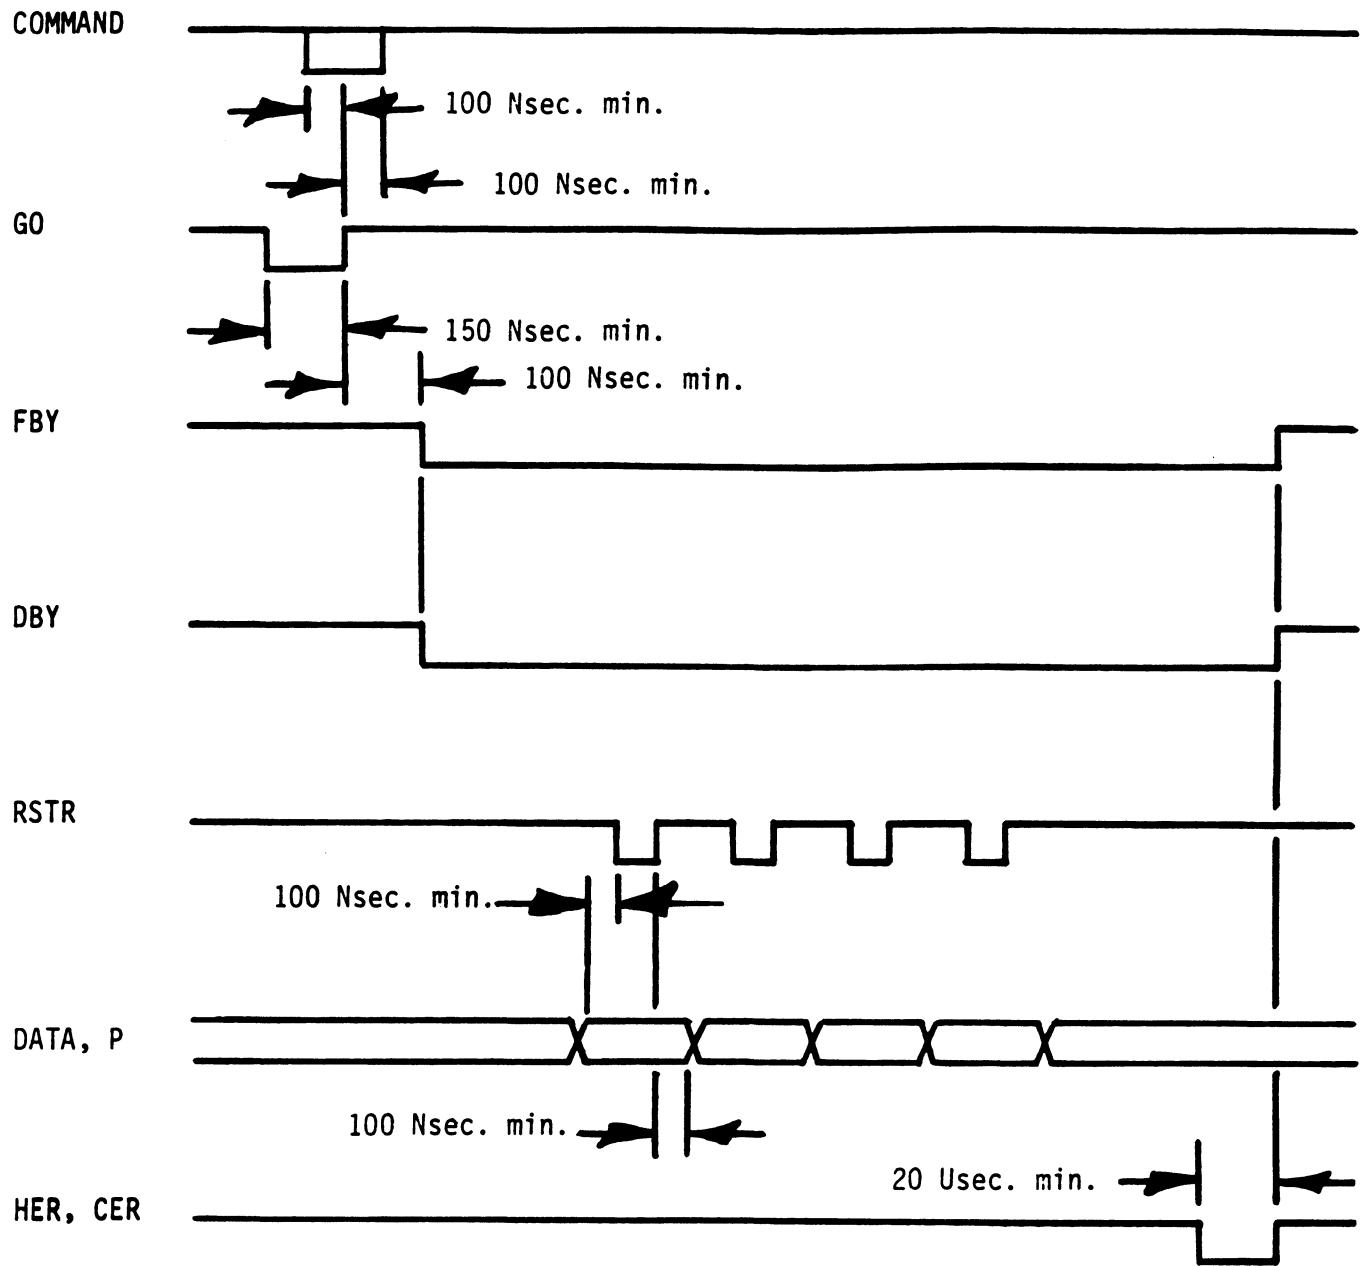 COMMAND
100 Nsec. min.
100 Nsec. min.
GO
150 Nsec. min.
100 Nsec. min.
FBY
DBY
RSTR
100 Nsec. min.
DATA, P
100 Nsec. min.
20 Usec. min.
HER, CER